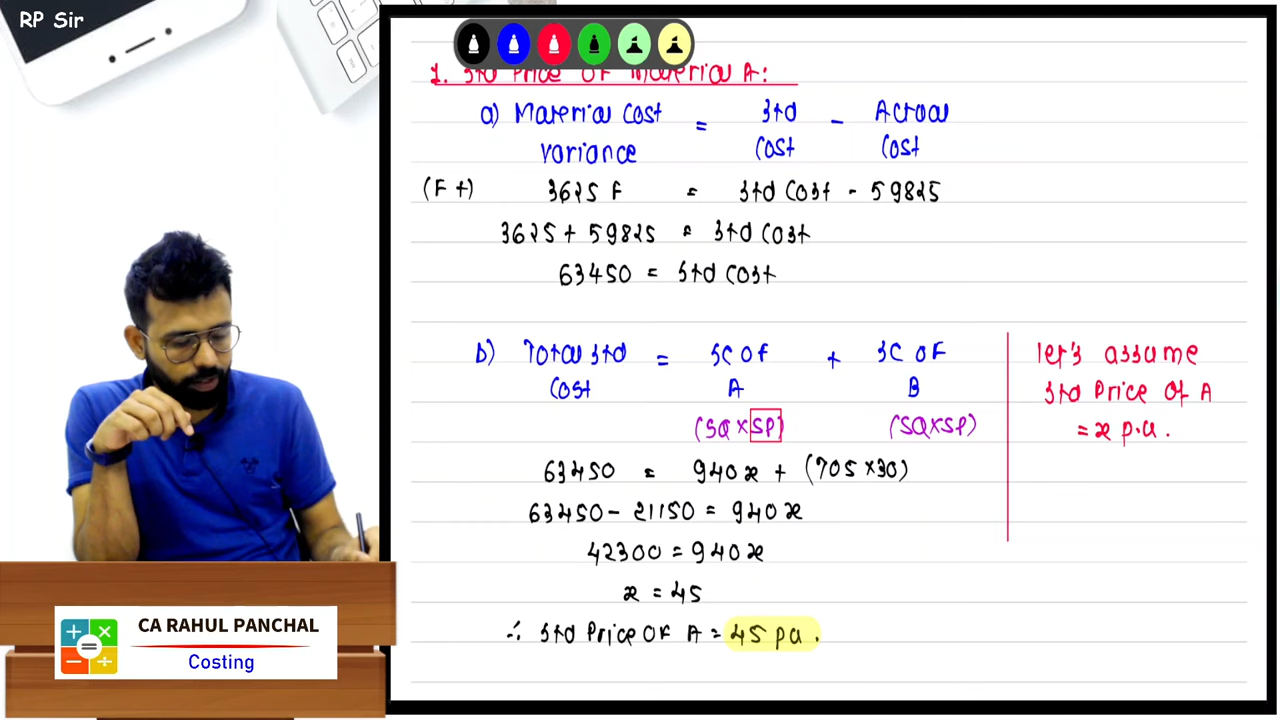 RP Sir
1. Std Price Of Material A:
a) Material Cost Variance = Std Cost - Actual Cost
(F +) 3625 F = Std Cost - 59825
3625 + 59825 = Std Cost
63450 = Std Cost
b) Total Std Cost = SC OF A + SC OF B
(SQ×SP) (SQ×SP)
let's assume
Std Price Of A
= x p.u.
63450 = 940x + (705×30)
63450 - 21150 = 940x
42300 = 940x
x = 45
∴ Std Price OF A = 45 pu.
CA RAHUL PANCHAL
Costing